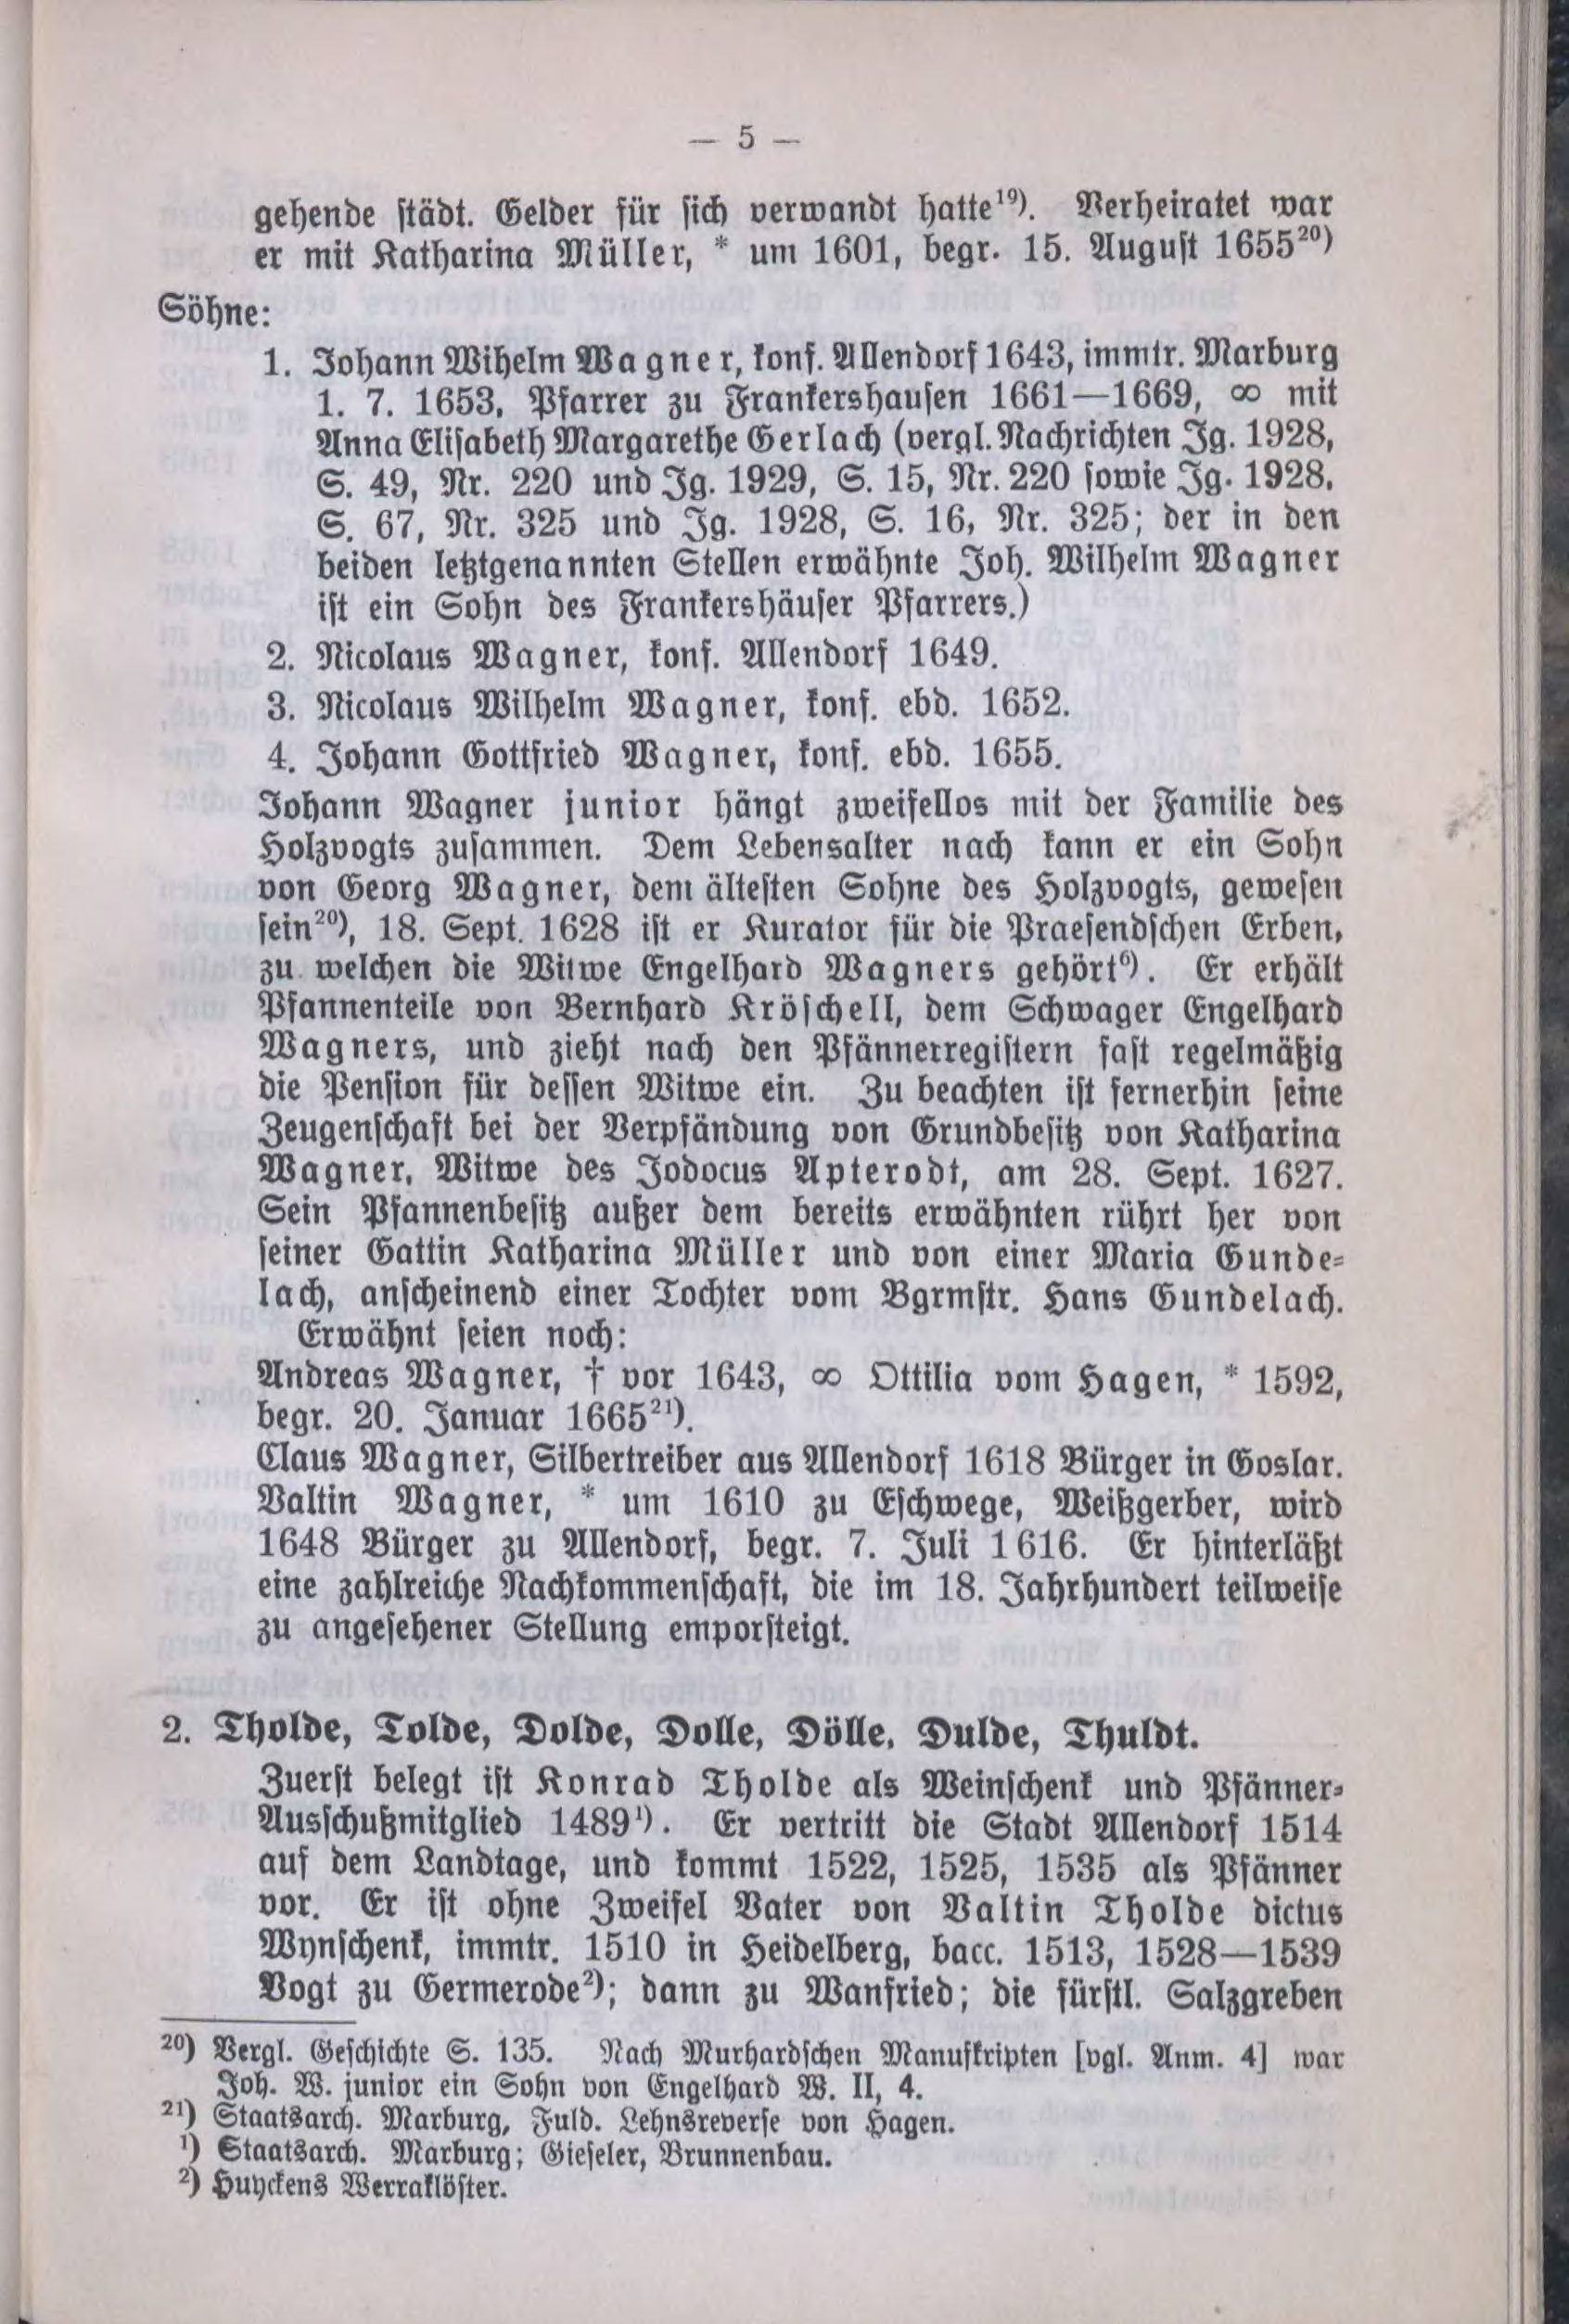 — 5 —
gehende städt. Gelder für sich verwandt hatte¹⁹). Verheiratet war
er mit Katharina Müller, * um 1601, begr. 15. August 1655²⁰)
Söhne:
1. Johann Wihelm Wagner, konf. Allendorf 1643, immtr. Marburg
1. 7. 1653, Pfarrer zu Frankershausen 1661—1669, ∞ mit
Anna Elisabeth Margarethe Gerlach (vergl. Nachrichten Jg. 1928,
S. 49, Nr. 220 und Jg. 1929, S. 15, Nr. 220 sowie Jg. 1928,
S. 67, Nr. 325 und Jg. 1928, S. 16, Nr. 325; der in den
beiden letztgenannten Stellen erwähnte Joh. Wilhelm Wagner
ist ein Sohn des Frankershäuser Pfarrers.)
2. Nicolaus Wagner, konf. Allendorf 1649.
3. Nicolaus Wilhelm Wagner, konf. ebd. 1652.
4. Johann Gottfried Wagner, konf. ebd. 1655.
Johann Wagner junior hängt zweifellos mit der Familie des
Holzvogts zusammen. Dem Lebensalter nach kann er ein Sohn
von Georg Wagner, dem ältesten Sohne des Holzvogts, gewesen
sein²⁰), 18. Sept. 1628 ist er Kurator für die Praesendschen Erben,
zu welchen die Witwe Engelhard Wagners gehört⁶). Er erhält
Pfannenteile von Bernhard Kröschell, dem Schwager Engelhard
Wagners, und zieht nach den Pfännerregistern fast regelmäßig
die Pension für dessen Witwe ein. Zu beachten ist fernerhin seine
Zeugenschaft bei der Verpfändung von Grundbesitz von Katharina
Wagner, Witwe des Jodocus Apterodt, am 28. Sept. 1627.
Sein Pfannenbesitz außer dem bereits erwähnten rührt her von
seiner Gattin Katharina Müller und von einer Maria Gunde-
lach, anscheinend einer Tochter vom Bgrmstr. Hans Gundelach.
Erwähnt seien noch:
Andreas Wagner, † vor 1643, ∞ Ottilia vom Hagen, * 1592,
begr. 20. Januar 1665²¹).
Claus Wagner, Silbertreiber aus Allendorf 1618 Bürger in Goslar.
Valtin Wagner, * um 1610 zu Eschwege, Weißgerber, wird
1648 Bürger zu Allendorf, begr. 7. Juli 1616. Er hinterläßt
eine zahlreiche Nachkommenschaft, die im 18. Jahrhundert teilweise
zu angesehener Stellung emporsteigt.
2. Tholde, Tolde, Dolde, Dolle, Dölle, Dulde, Thuldt.
Zuerst belegt ist Konrad Tholde als Weinschenk und Pfänner-
Ausschußmitglied 1489¹). Er vertritt die Stadt Allendorf 1514
auf dem Landtage, und kommt 1522, 1525, 1535 als Pfänner
vor. Er ist ohne Zweifel Vater von Valtin Tholde dictus
Wynschenk, immtr. 1510 in Heidelberg, bacc. 1513, 1528—1539
Vogt zu Germerode²); dann zu Wanfried; die fürstl. Salzgreben
²⁰) Vergl. Geschichte S. 135. Nach Murhardschen Manuskripten [vgl. Anm. 4] war
Joh. W. junior ein Sohn von Engelhard W. II, 4.
²¹) Staatsarch. Marburg, Fuld. Lehnsreverse von Hagen.
¹) Staatsarch. Marburg; Gieseler, Brunnenbau.
²) Huyckens Werraklöster.